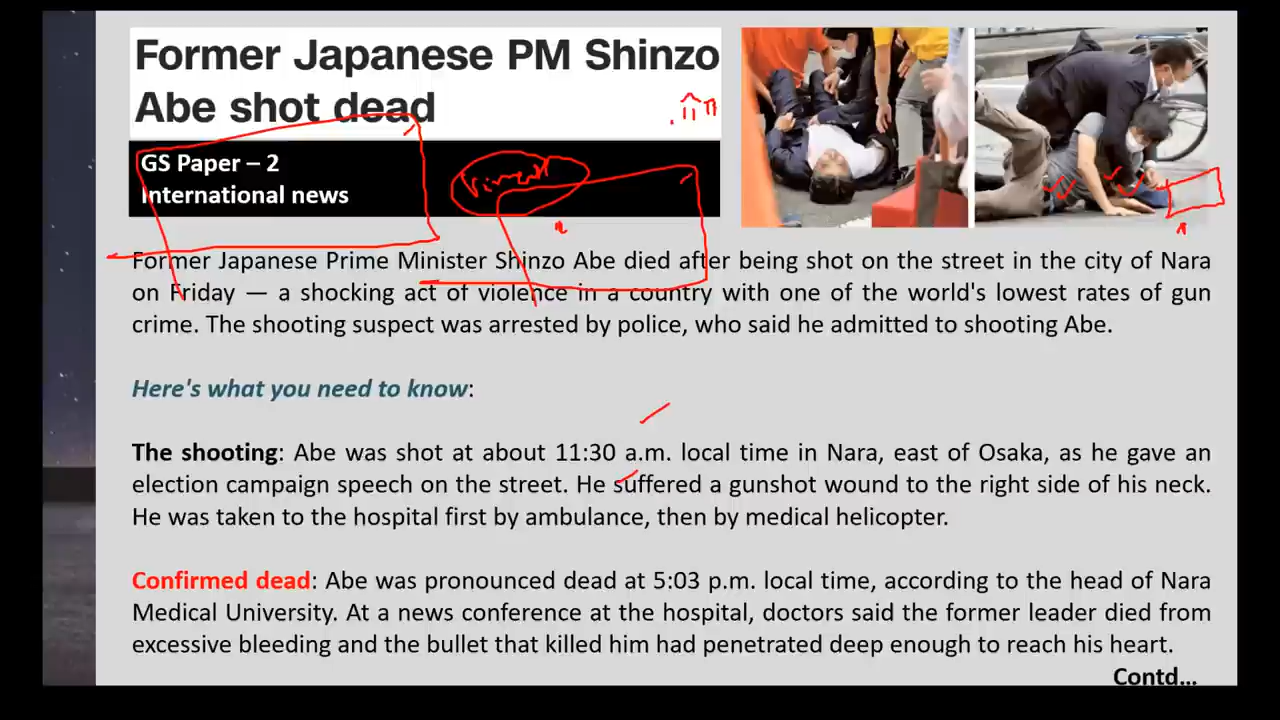 Former Japanese PM Shinzo
Abe shot dead
GS Paper – 2
International news
Former Japanese Prime Minister Shinzo Abe died after being shot on the street in the city of Nara
on Friday — a shocking act of violence in a country with one of the world's lowest rates of gun
crime. The shooting suspect was arrested by police, who said he admitted to shooting Abe.
Here's what you need to know:
The shooting: Abe was shot at about 11:30 a.m. local time in Nara, east of Osaka, as he gave an
election campaign speech on the street. He suffered a gunshot wound to the right side of his neck.
He was taken to the hospital first by ambulance, then by medical helicopter.
Confirmed dead: Abe was pronounced dead at 5:03 p.m. local time, according to the head of Nara
Medical University. At a news conference at the hospital, doctors said the former leader died from
excessive bleeding and the bullet that killed him had penetrated deep enough to reach his heart.
Contd...